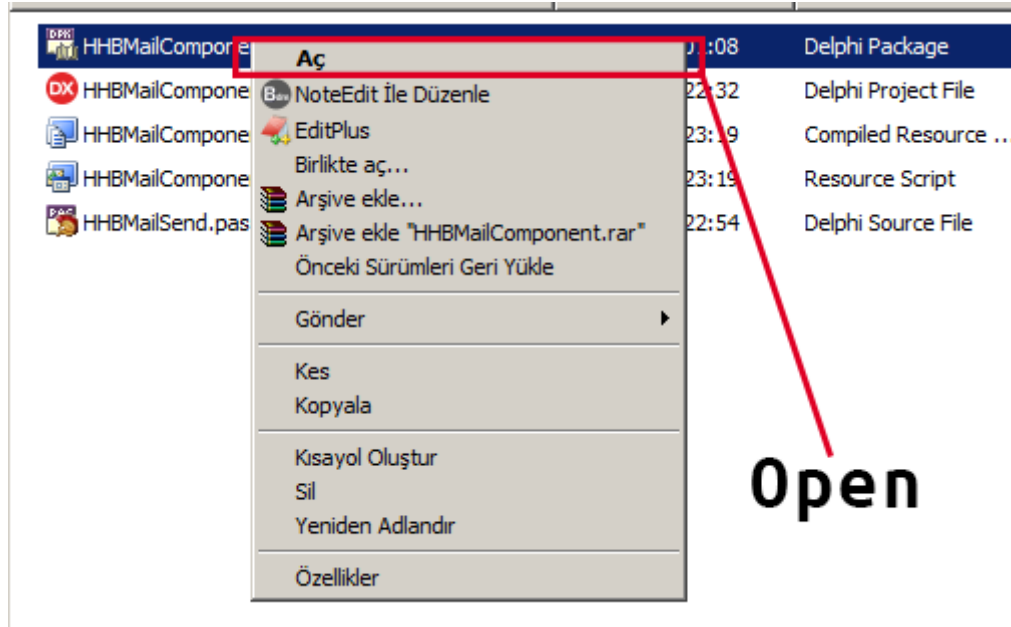 HHBMailCompone 01:08 Delphi Package
HHBMailCompone 22:32 Delphi Project File
HHBMailCompone 23:19 Compiled Resource ...
HHBMailCompone 23:19 Resource Script
HHBMailSend.pas 22:54 Delphi Source File
Aç
NoteEdit İle Düzenle
EditPlus
Birlikte aç...
Arşive ekle...
Arşive ekle "HHBMailComponent.rar"
Önceki Sürümleri Geri Yükle
Gönder
Kes
Kopyala
Kısayol Oluştur
Sil
Yeniden Adlandır
Özellikler
Open